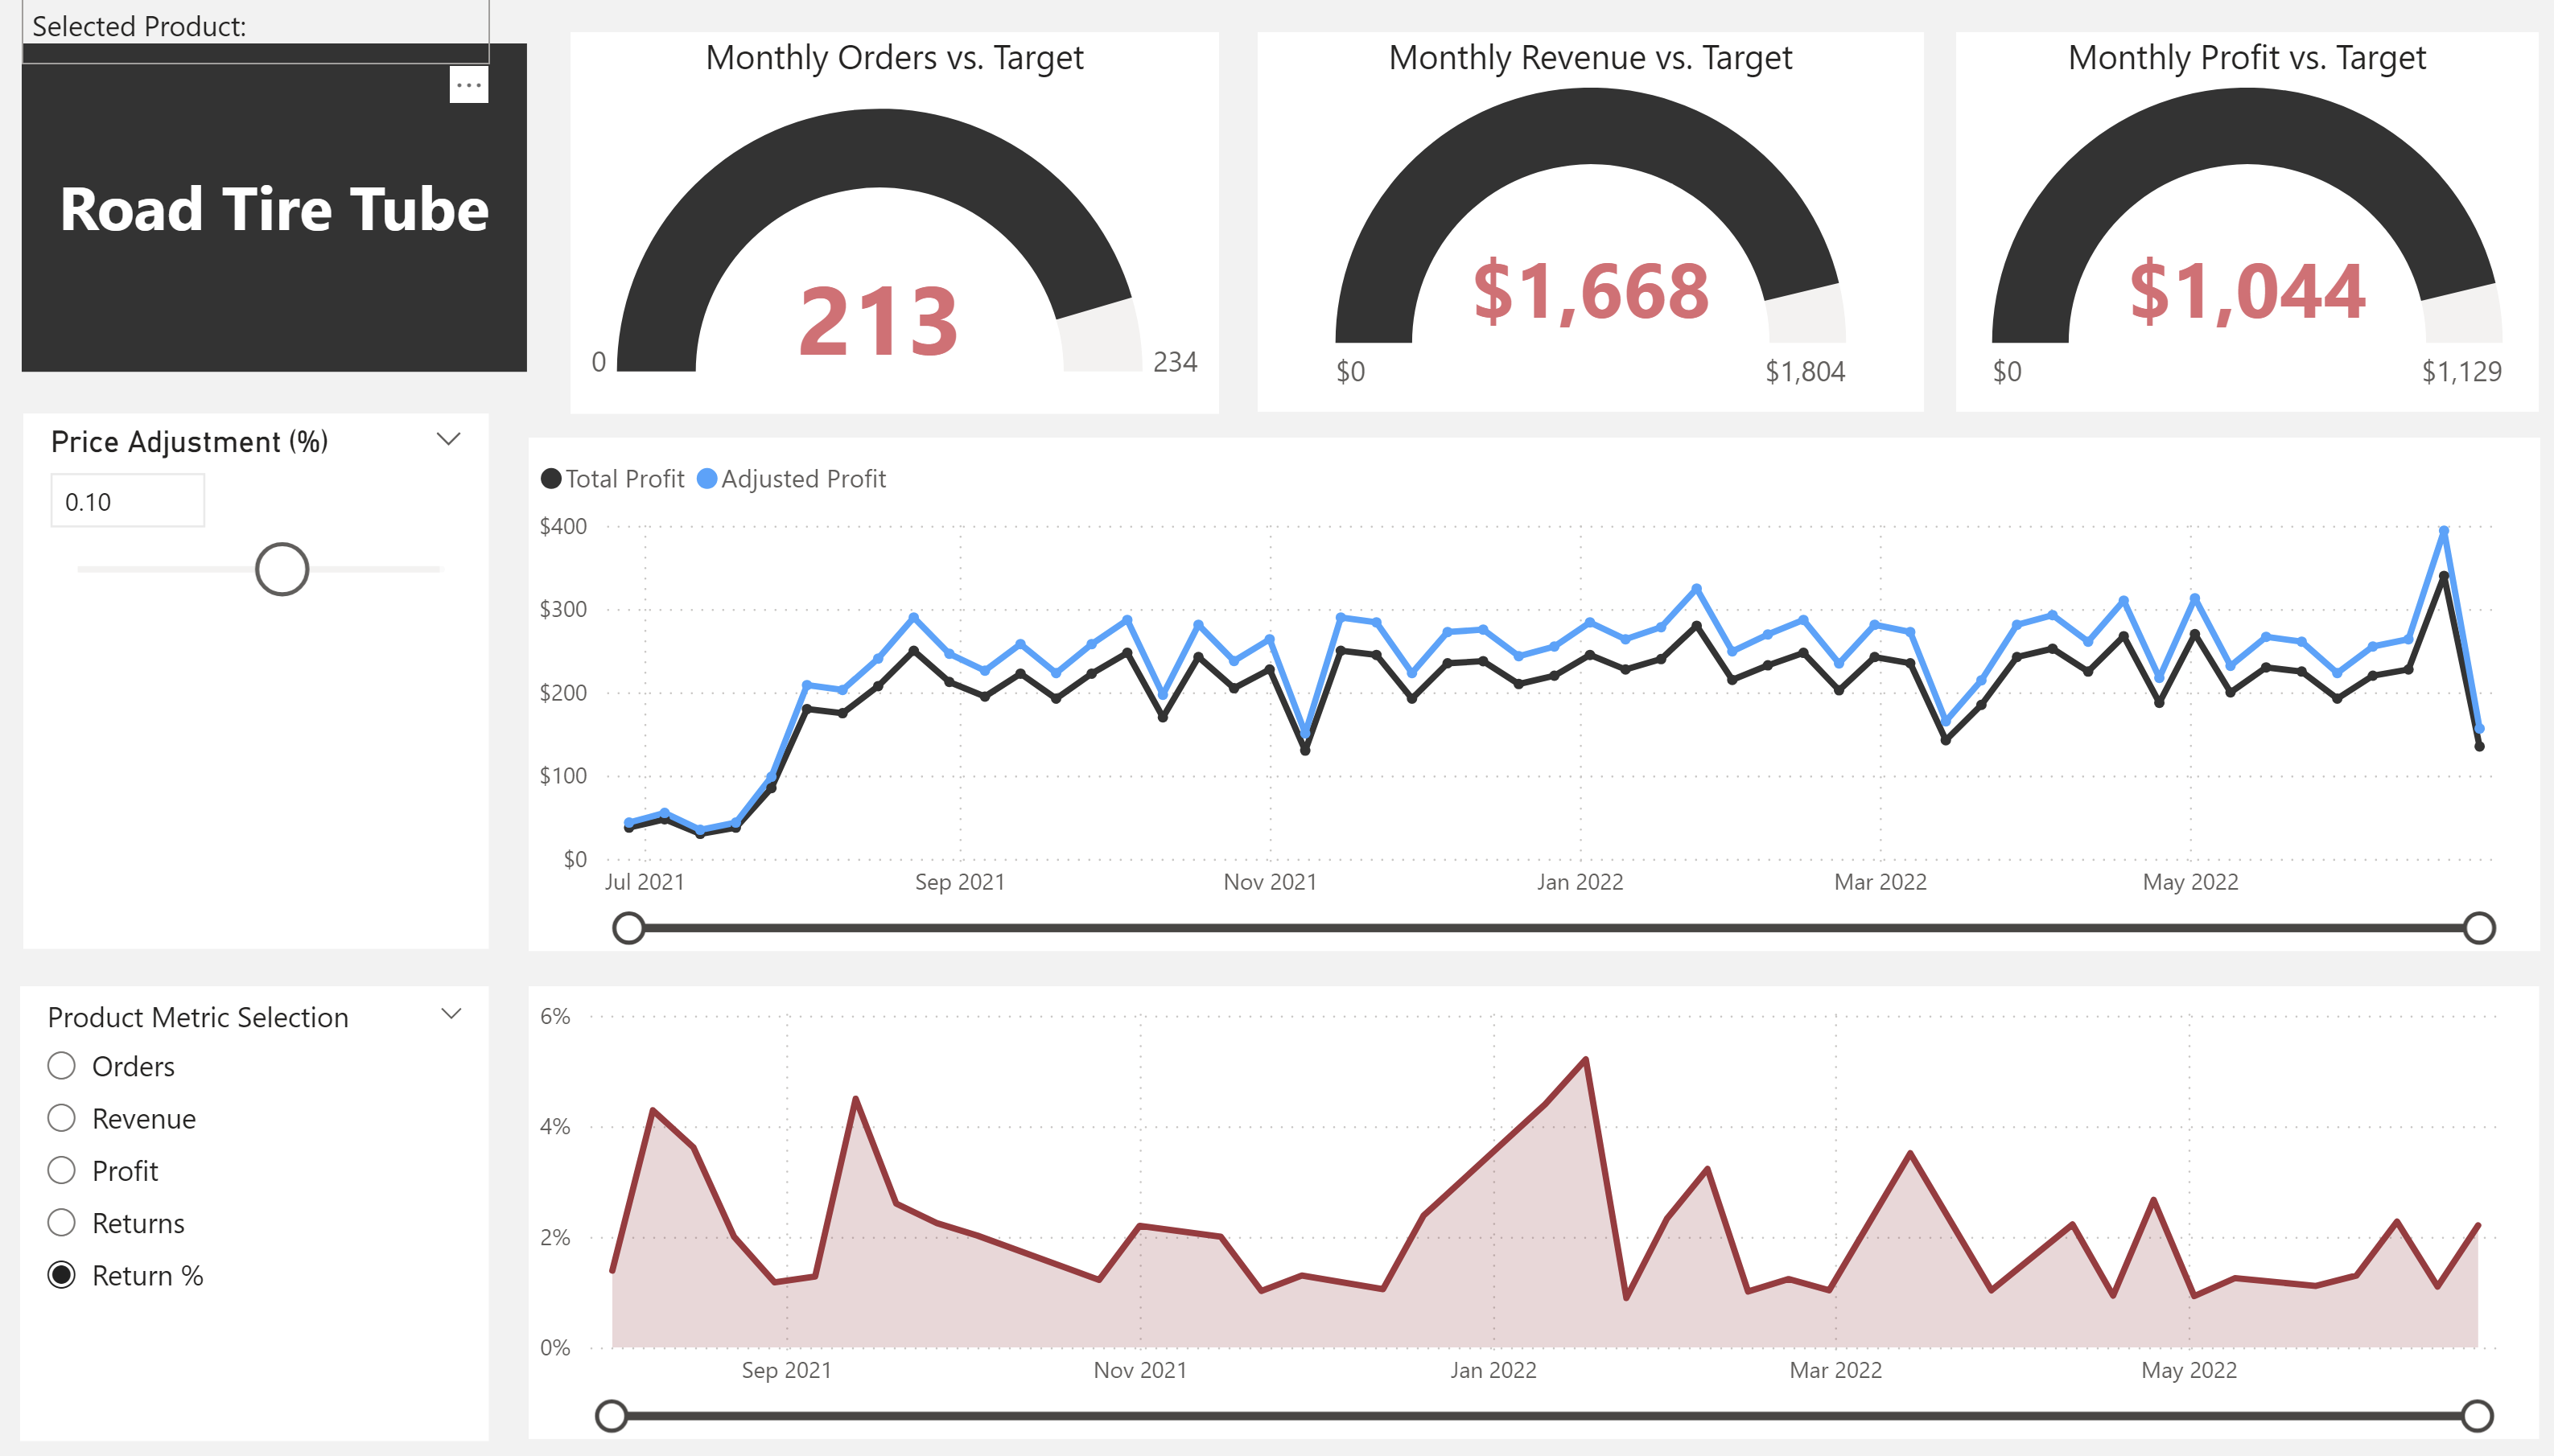 Selected Product:
...
Road Tire Tube
Monthly Orders vs. Target
213
0
234
Monthly Revenue vs. Target
$1,668
$0
$1,804
Monthly Profit vs. Target
$1,044
$0
$1,129
Price Adjustment (%)
0.10
Total Profit Adjusted Profit
$400
$300
$200
$100
$0
Jul 2021 Sep 2021 Nov 2021 Jan 2022 Mar 2022 May 2022
Product Metric Selection
Orders
Revenue
Profit
Returns
Return %
6%
4%
2%
0%
Sep 2021 Nov 2021 Jan 2022 Mar 2022 May 2022